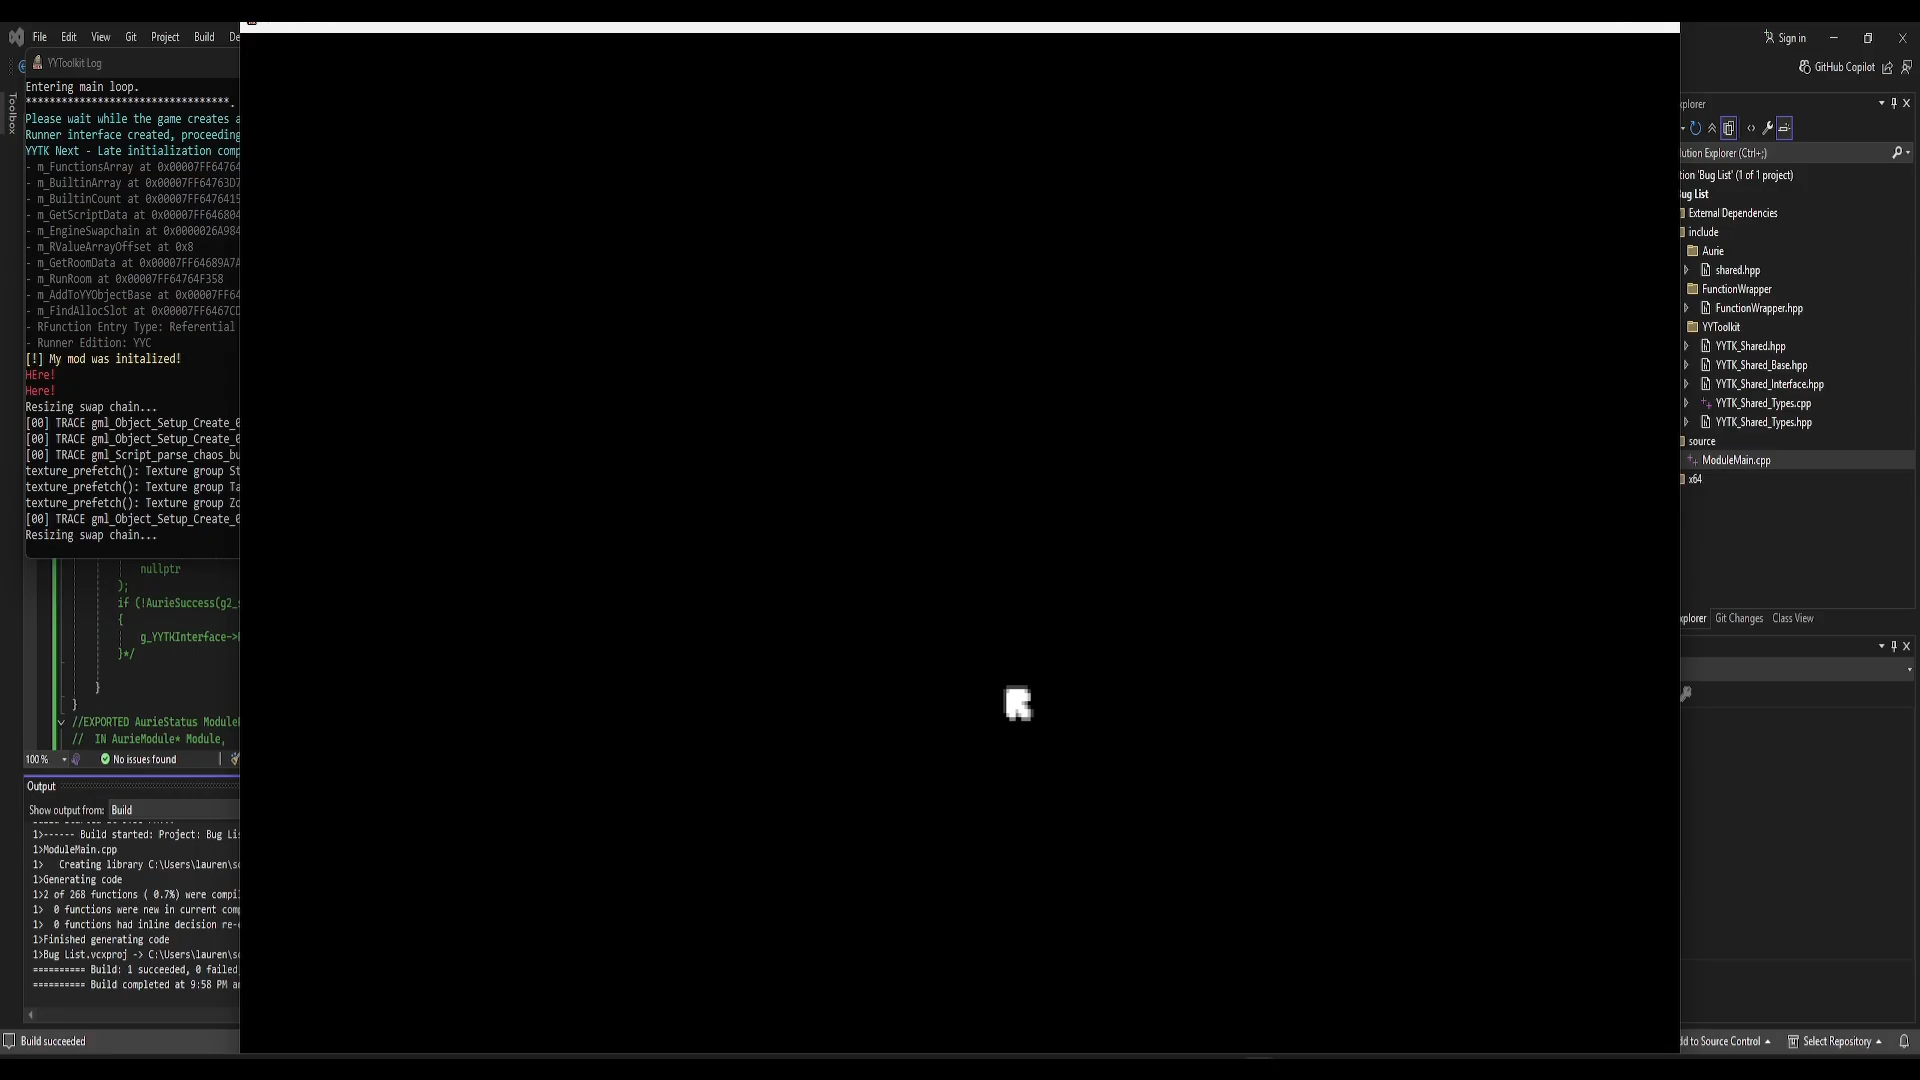 File Edit View Git Project Build De
Sign in
GitHub Copilot
Toolbox
YYToolkit Log
Entering main loop.
*********************************.
Please wait while the game creates a
Runner interface created, proceeding
YYTK Next - Late initialization comp
- m_FunctionsArray at 0x00007FF64764
- m_BuiltinArray at 0x00007FF64763D7
- m_BuiltinCount at 0x00007FF6476415
- m_GetScriptData at 0x00007FF646804
- m_EngineSwapchain at 0x0000026A984
- m_RValueArrayOffset at 0x8
- m_GetRoomData at 0x00007FF64689A7A
- m_RunRoom at 0x00007FF64764F358
- m_AddToYYObjectBase at 0x00007FF64
- m_FindAllocSlot at 0x00007FF6467CD
- RFunction Entry Type: Referential
- Runner Edition: YYC
[!] My mod was initalized!
HEre!
Here!
Resizing swap chain...
[00] TRACE gml_Object_Setup_Create_0
[00] TRACE gml_Object_Setup_Create_0
[00] TRACE gml_Script_parse_chaos_bu
texture_prefetch(): Texture group St
texture_prefetch(): Texture group Ta
texture_prefetch(): Texture group Zo
[00] TRACE gml_Object_Setup_Create_0
Resizing swap chain...
nullptr
);
if (!AurieSuccess(g2_s
{
g_YYTKInterface->
}*/
}
}
//EXPORTED AurieStatus Module
// IN AurieModule* Module,
100 %
No issues found
Output
Show output from: Build
1>------ Build started: Project: Bug Lis
1>ModuleMain.cpp
1> Creating library C:\Users\lauren\so
1>Generating code
1>2 of 268 functions ( 0.7%) were compil
1> 0 functions were new in current com
1> 0 functions had inline decision re-e
1>Finished generating code
1>Bug List.vcxproj -> C:\Users\lauren\so
========== Build: 1 succeeded, 0 failed,
========== Build completed at 9:58 PM an
Build succeeded
xplorer
lution Explorer (Ctrl+;)
tion 'Bug List' (1 of 1 project)
ug List
External Dependencies
include
Aurie
shared.hpp
FunctionWrapper
FunctionWrapper.hpp
YYToolkit
YYTK_Shared.hpp
YYTK_Shared_Base.hpp
YYTK_Shared_Interface.hpp
YYTK_Shared_Types.cpp
YYTK_Shared_Types.hpp
source
ModuleMain.cpp
x64
xplorer Git Changes Class View
dd to Source Control
Select Repository